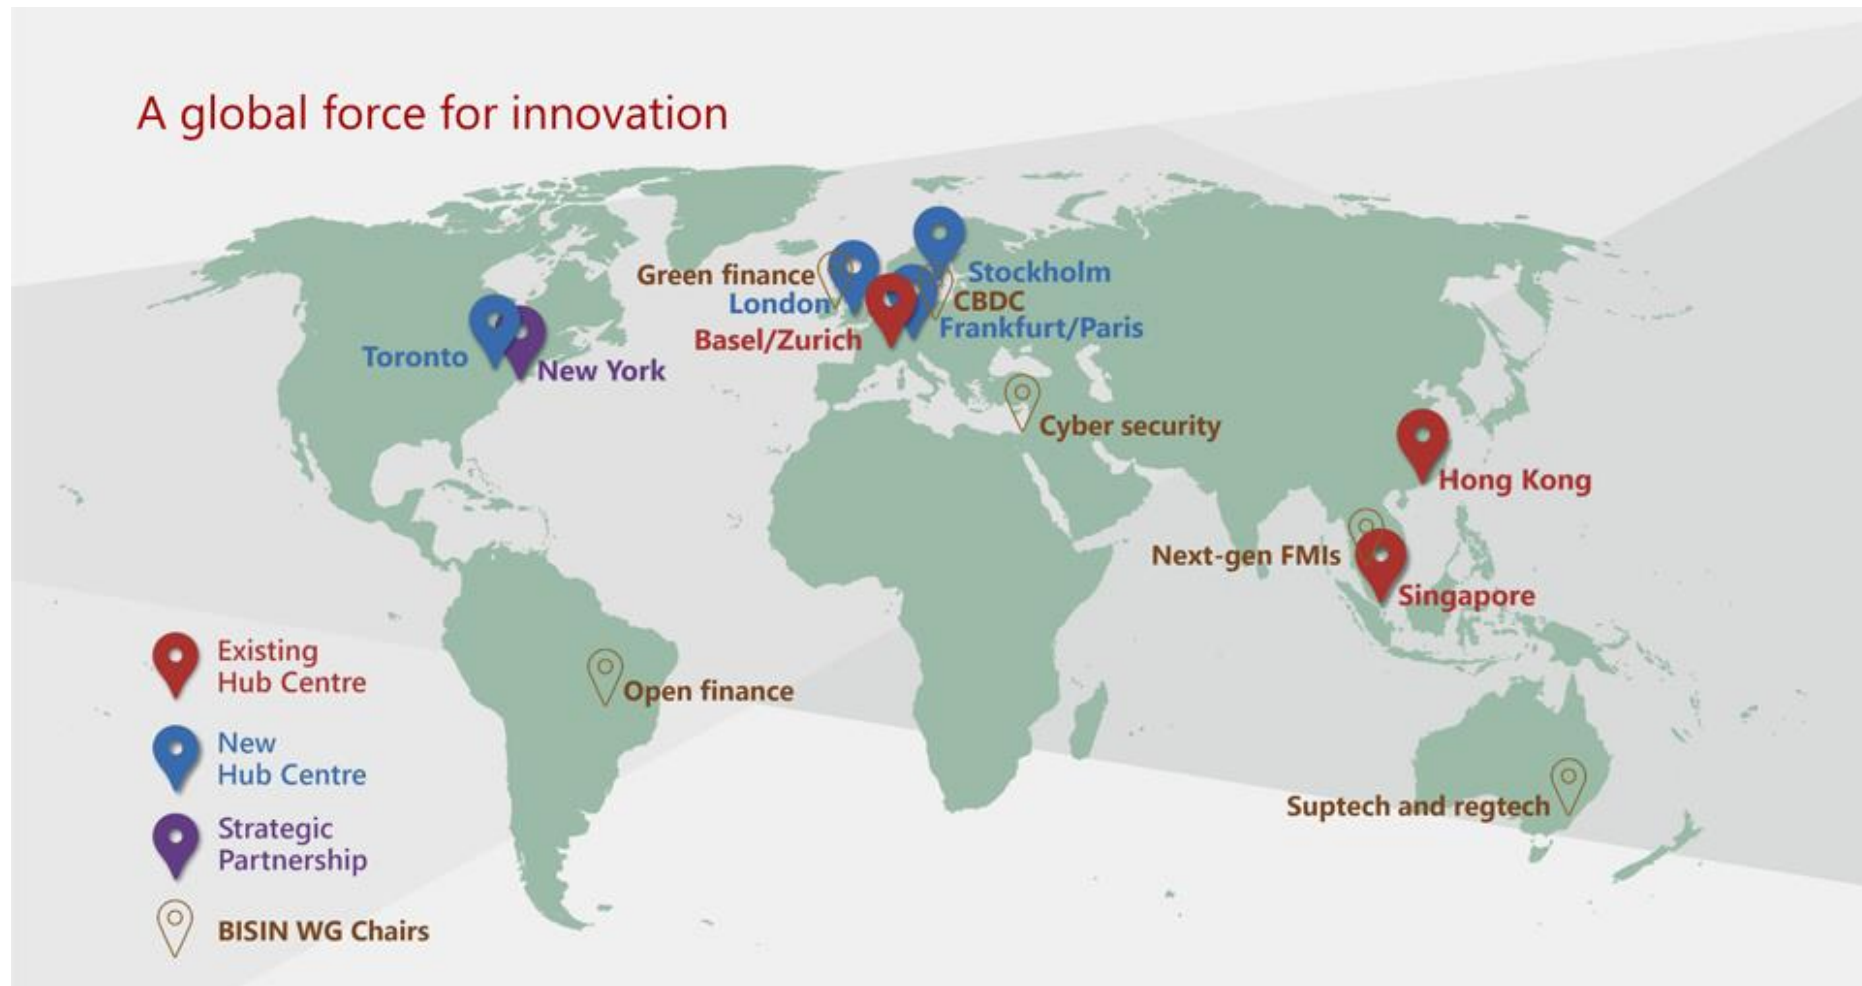 A global force for innovation
Green finance
London
Basel/Zurich
Stockholm
CBDC
Frankfurt/Paris
Toronto
New York
Cyber security
Hong Kong
Next-gen FMIs
Singapore
Open finance
Suptech and regtech
Existing
Hub Centre
New
Hub Centre
Strategic
Partnership
BISIN WG Chairs